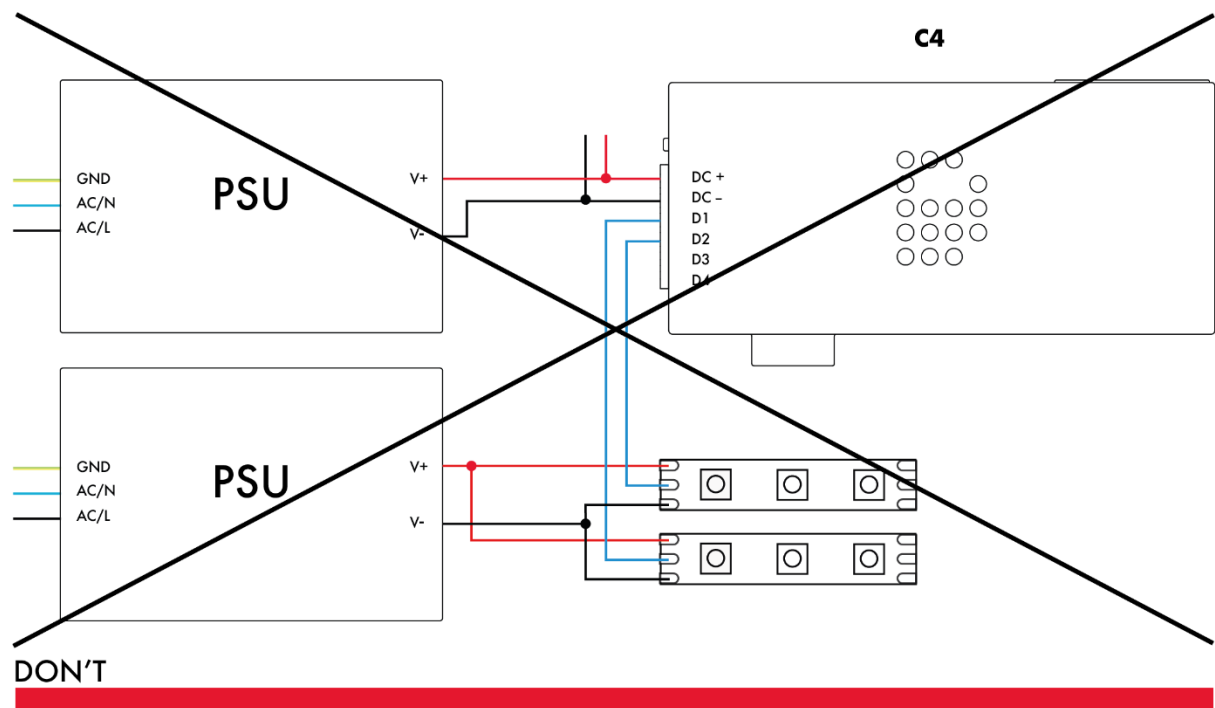 C4
GND
AC/N
AC/L
PSU
V+
V-
DC +
DC –
D1
D2
D3
D4
GND
AC/N
AC/L
PSU
V+
V-
DON'T